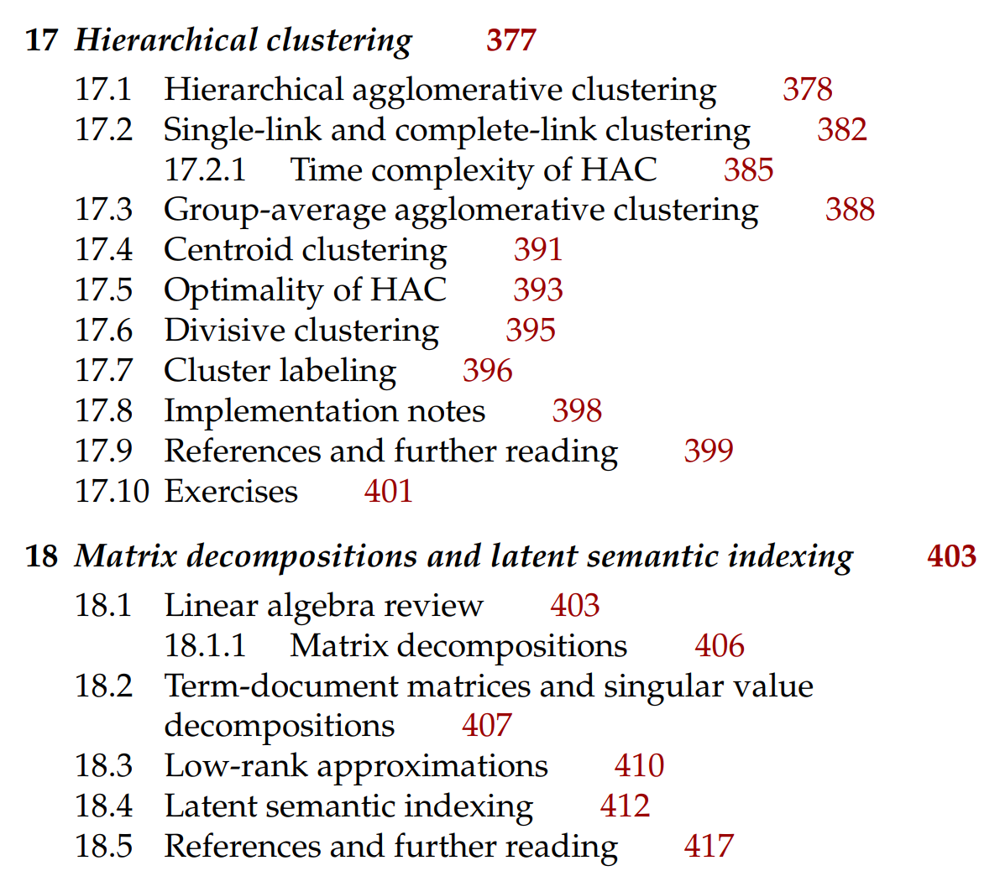 17 Hierarchical clustering 377
17.1 Hierarchical agglomerative clustering 378
17.2 Single-link and complete-link clustering 382
17.2.1 Time complexity of HAC 385
17.3 Group-average agglomerative clustering 388
17.4 Centroid clustering 391
17.5 Optimality of HAC 393
17.6 Divisive clustering 395
17.7 Cluster labeling 396
17.8 Implementation notes 398
17.9 References and further reading 399
17.10 Exercises 401
18 Matrix decompositions and latent semantic indexing 403
18.1 Linear algebra review 403
18.1.1 Matrix decompositions 406
18.2 Term-document matrices and singular value
decompositions 407
18.3 Low-rank approximations 410
18.4 Latent semantic indexing 412
18.5 References and further reading 417